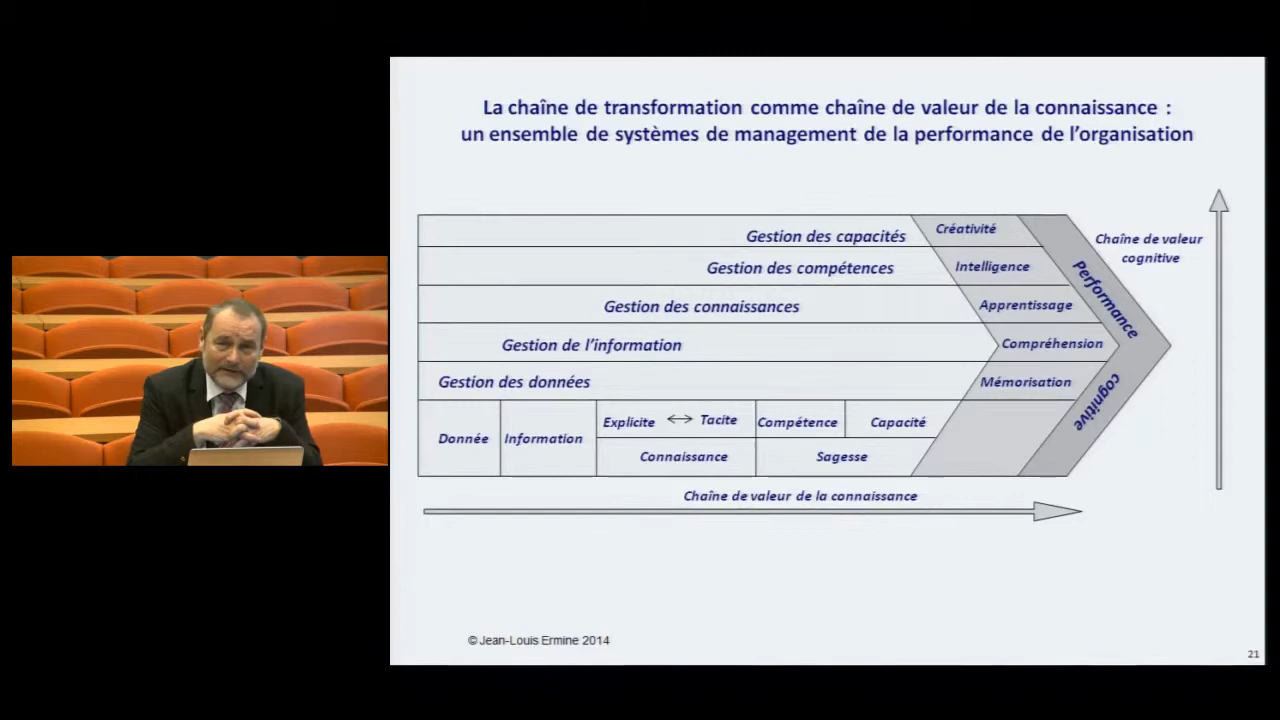 La chaîne de transformation comme chaîne de valeur de la connaissance :
un ensemble de systèmes de management de la performance de l'organisation
Gestion des capacités
Créativité
Chaîne de valeur
cognitive
Gestion des compétences
Intelligence
Gestion des connaissances
Apprentissage
Performance
Gestion de l'information
Compréhension
Gestion des données
Mémorisation
cognitive
Donnée
Information
Explicite ↔ Tacite
Compétence
Capacité
Connaissance
Sagesse
Chaîne de valeur de la connaissance
© Jean-Louis Ermine 2014
21